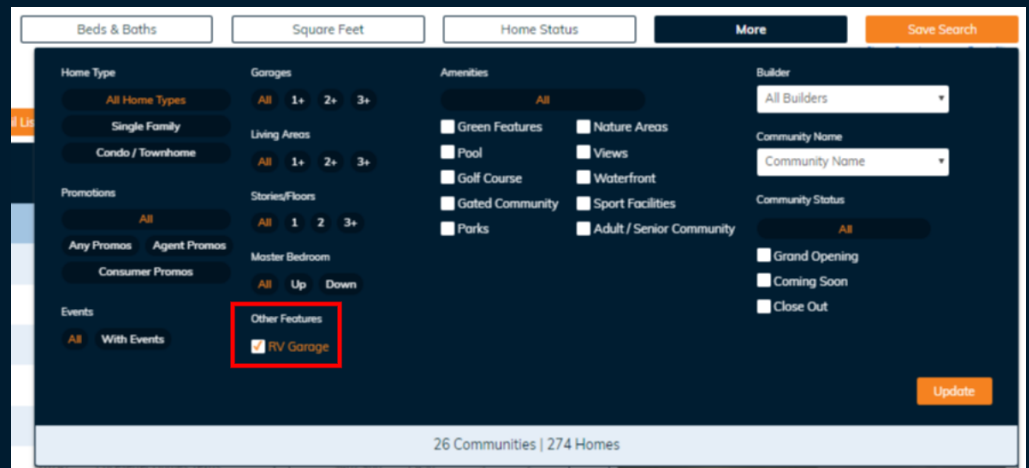 Beds & Baths
Square Feet
Home Status
More
Save Search
Home Type
All Home Types
Single Family
Condo / Townhome
Promotions
All
Any Promos Agent Promos
Consumer Promos
Events
All With Events
Garages
All 1+ 2+ 3+
Living Areas
All 1+ 2+ 3+
Stories/Floors
All 1 2 3+
Master Bedroom
All Up Down
Other Features
RV Garage
Amenities
All
Green Features
Pool
Golf Course
Gated Community
Parks
Nature Areas
Views
Waterfront
Sport Facilities
Adult / Senior Community
Builder
All Builders
Community Name
Community Name
Community Status
All
Grand Opening
Coming Soon
Close Out
Update
26 Communities | 274 Homes